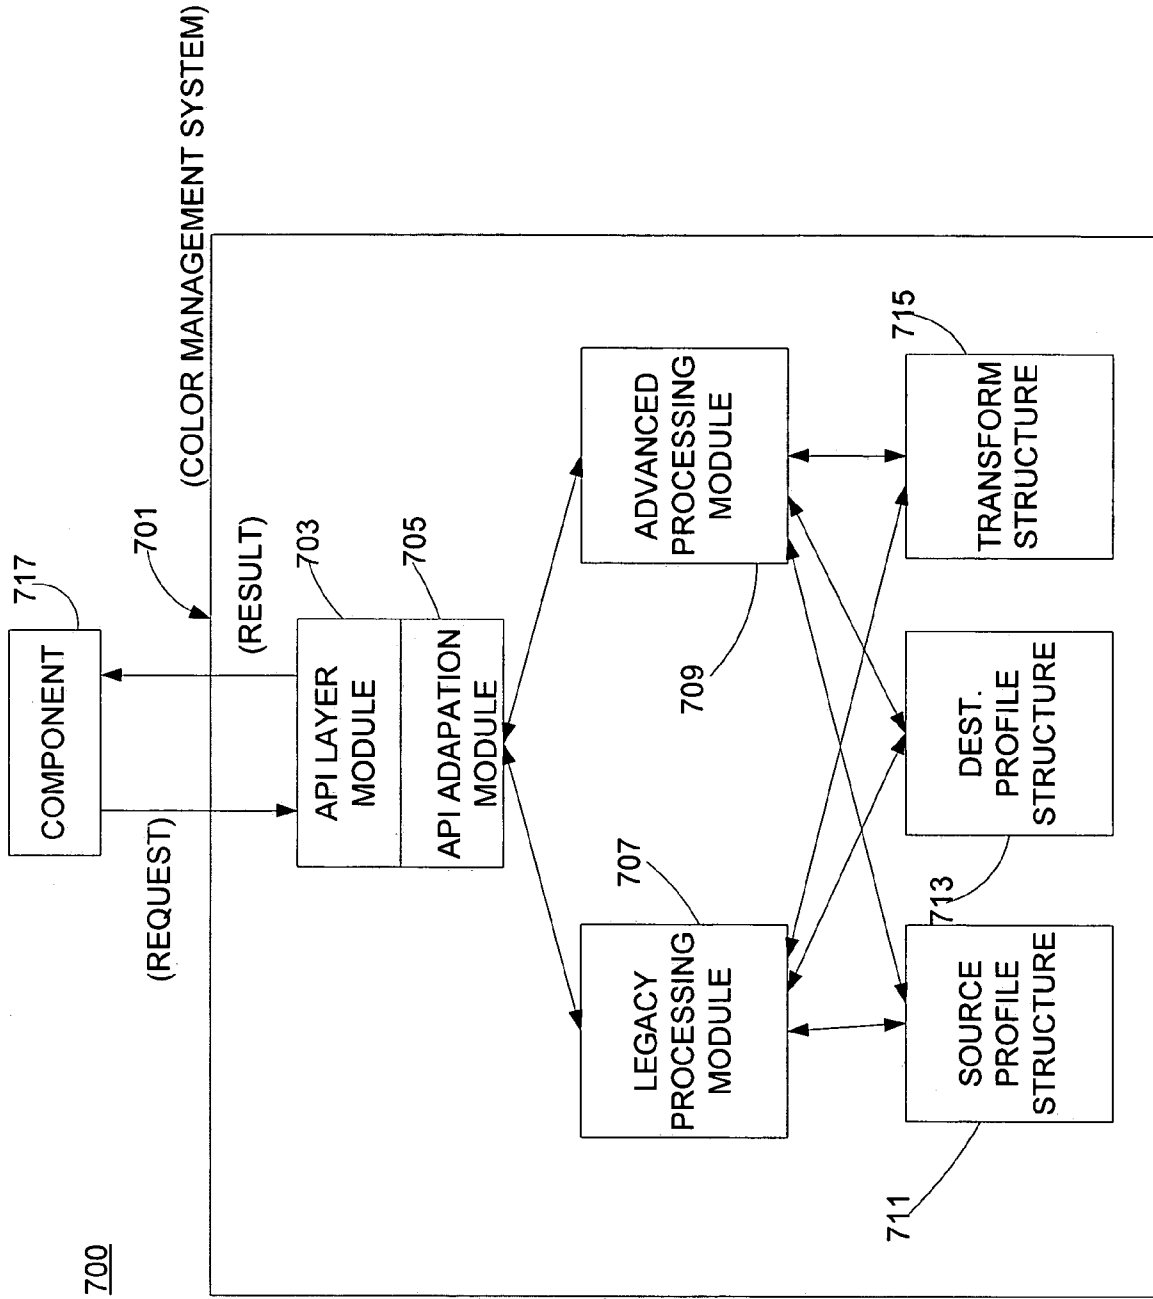 700
COMPONENT
717
(REQUEST)
(RESULT)
701
(COLOR MANAGEMENT SYSTEM)
API LAYER
MODULE
703
API ADAPATION
MODULE
705
LEGACY
PROCESSING
MODULE
707
ADVANCED
PROCESSING
MODULE
709
SOURCE
PROFILE
STRUCTURE
711
DEST.
PROFILE
STRUCTURE
713
TRANSFORM
STRUCTURE
715